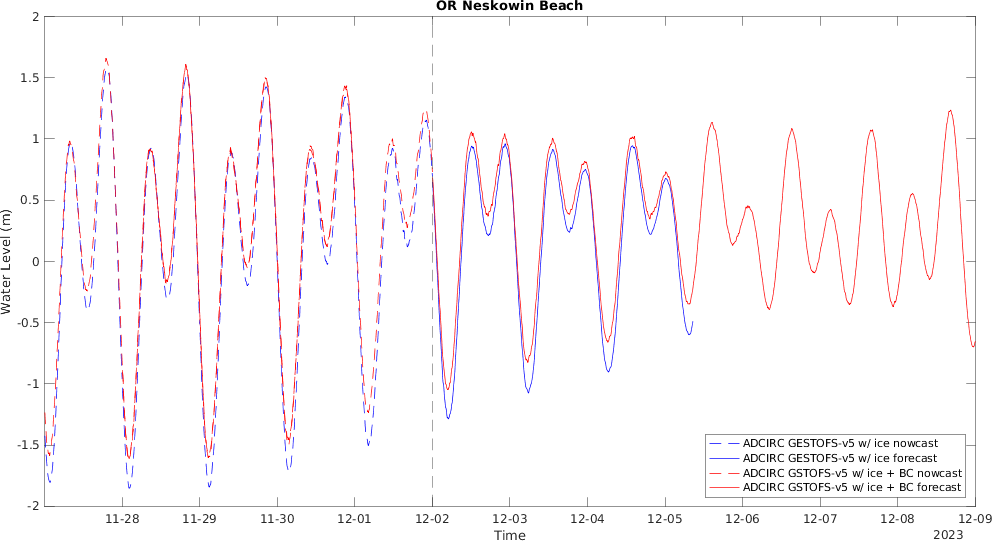 OR Neskowin Beach
2
1.5
1
0.5
0
-0.5
-1
-1.5
-2
Water Level (m)
ADCIRC GESTOFS-v5 w/ ice nowcast
ADCIRC GESTOFS-v5 w/ ice forecast
ADCIRC GSTOFS-v5 w/ ice + BC nowcast
ADCIRC GSTOFS-v5 w/ ice + BC forecast
11-28 11-29 11-30 12-01 12-02 12-03 12-04 12-05 12-06 12-07 12-08 12-09
Time
2023